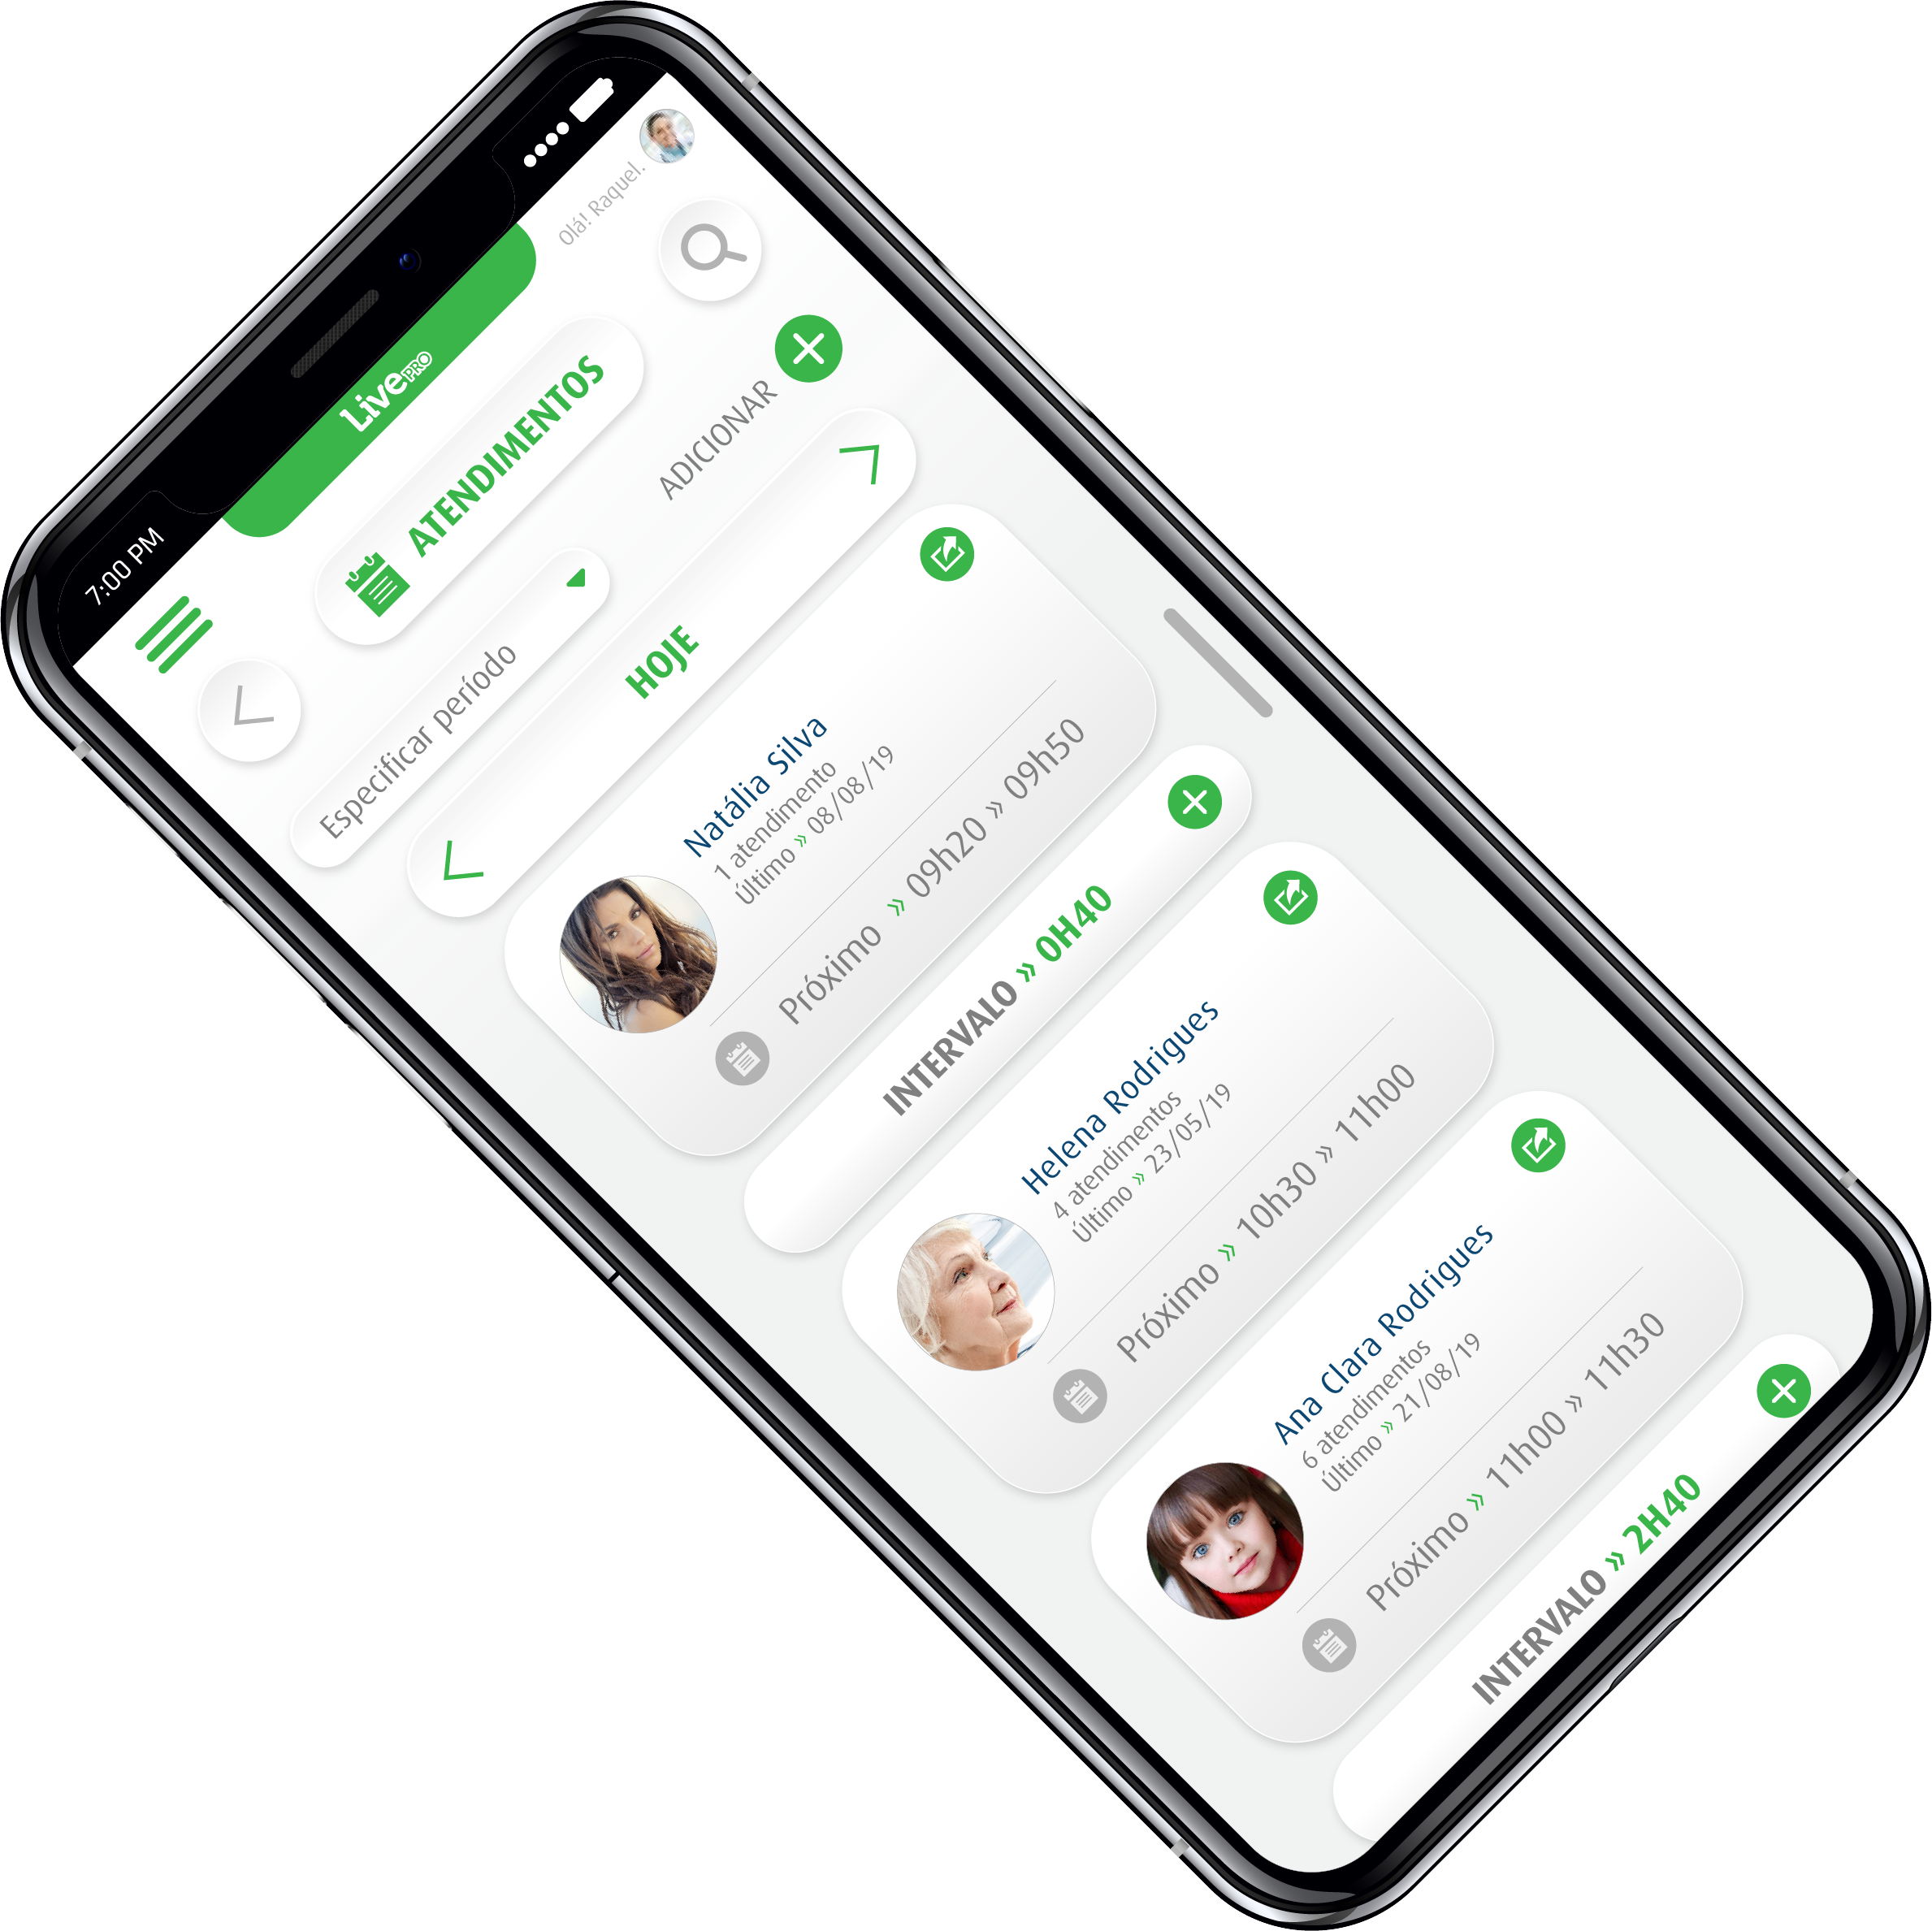 7:00 PM
Live PRO
Olá! Raquel.
ATENDIMENTOS
Especificar período
ADICIONAR
HOJE
Natália Silva
1 atendimento
Último » 08/08/19
Próximo » 09h20 » 09h50
INTERVALO » 0H40
Helena Rodrigues
4 atendimentos
Último » 23/05/19
Próximo » 10h30 » 11h00
Ana Clara Rodrigues
6 atendimentos
Último » 21/08/19
Próximo » 11h00 » 11h30
INTERVALO » 2H40